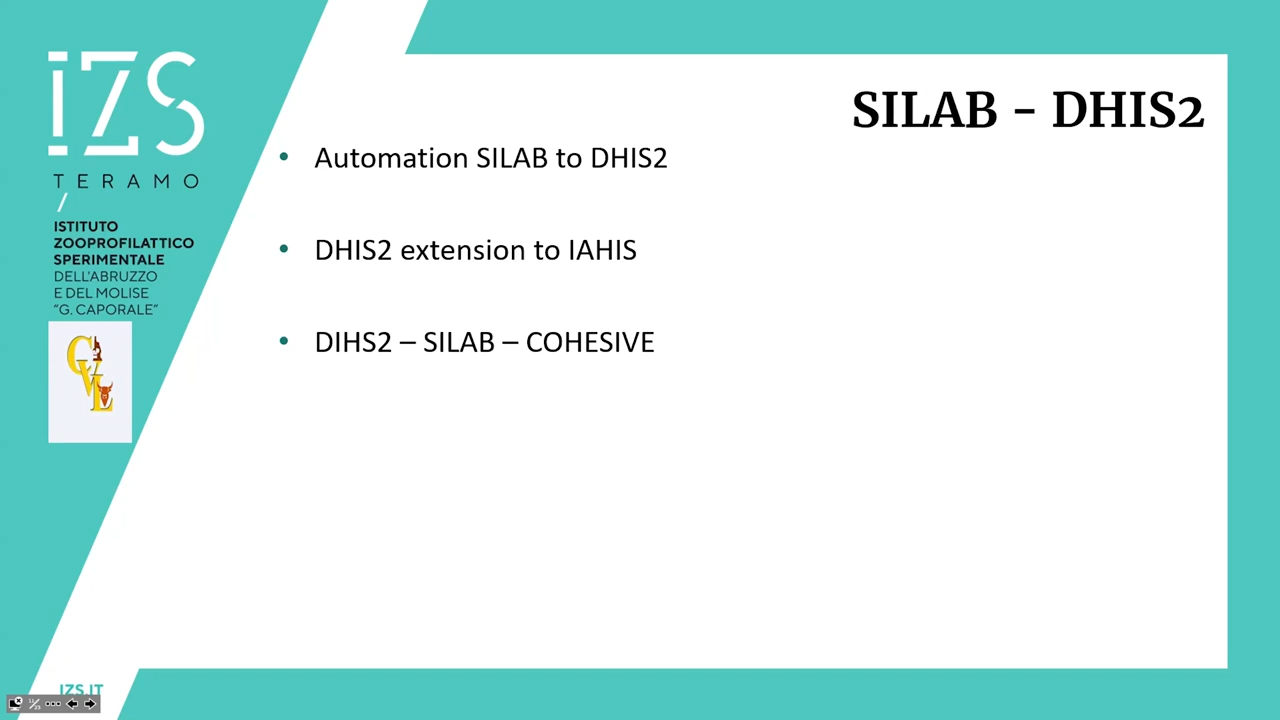 iZS
TERAMO
ISTITUTO
ZOOPROFILATTICO
SPERIMENTALE
DELL'ABRUZZO
E DEL MOLISE
"G. CAPORALE"
CVL
SILAB - DHIS2
• Automation SILAB to DHIS2
• DHIS2 extension to IAHIS
• DIHS2 – SILAB – COHESIVE
IZS.IT